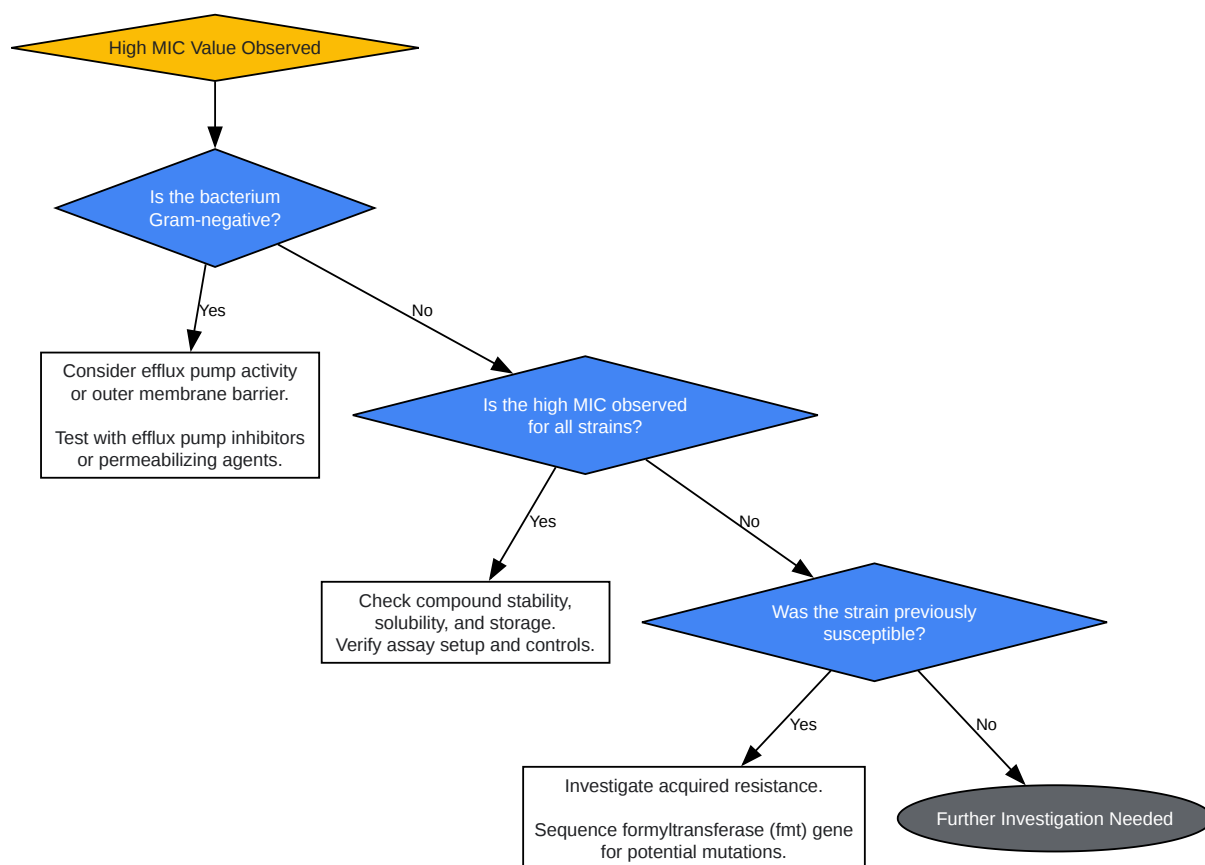 High MIC Value Observed
Is the bacterium
Gram-negative?
Yes
No
Consider efflux pump activity
or outer membrane barrier.
Test with efflux pump inhibitors
or permeabilizing agents.
Is the high MIC observed
for all strains?
Yes
No
Check compound stability,
solubility, and storage.
Verify assay setup and controls.
Was the strain previously
susceptible?
Yes
No
Investigate acquired resistance.
Sequence formyltransferase (fmt) gene
for potential mutations.
Further Investigation Needed